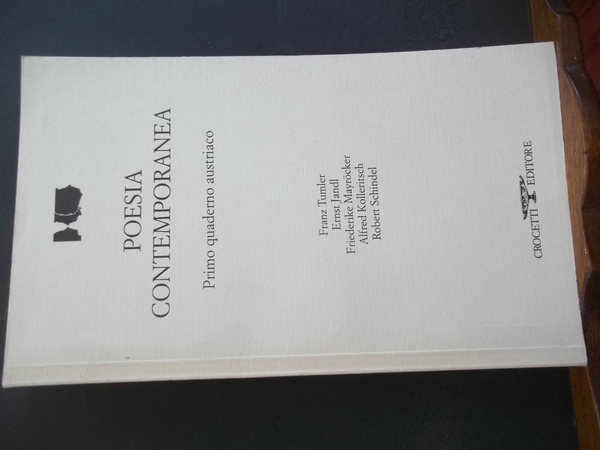 POESIA
CONTEMPORANEA
Primo quaderno austriaco
Franz Tumler
Ernst Jandl
Friederike Mayröcker
Alfred Kolleritsch
Robert Schindel
CROCETTI EDITORE